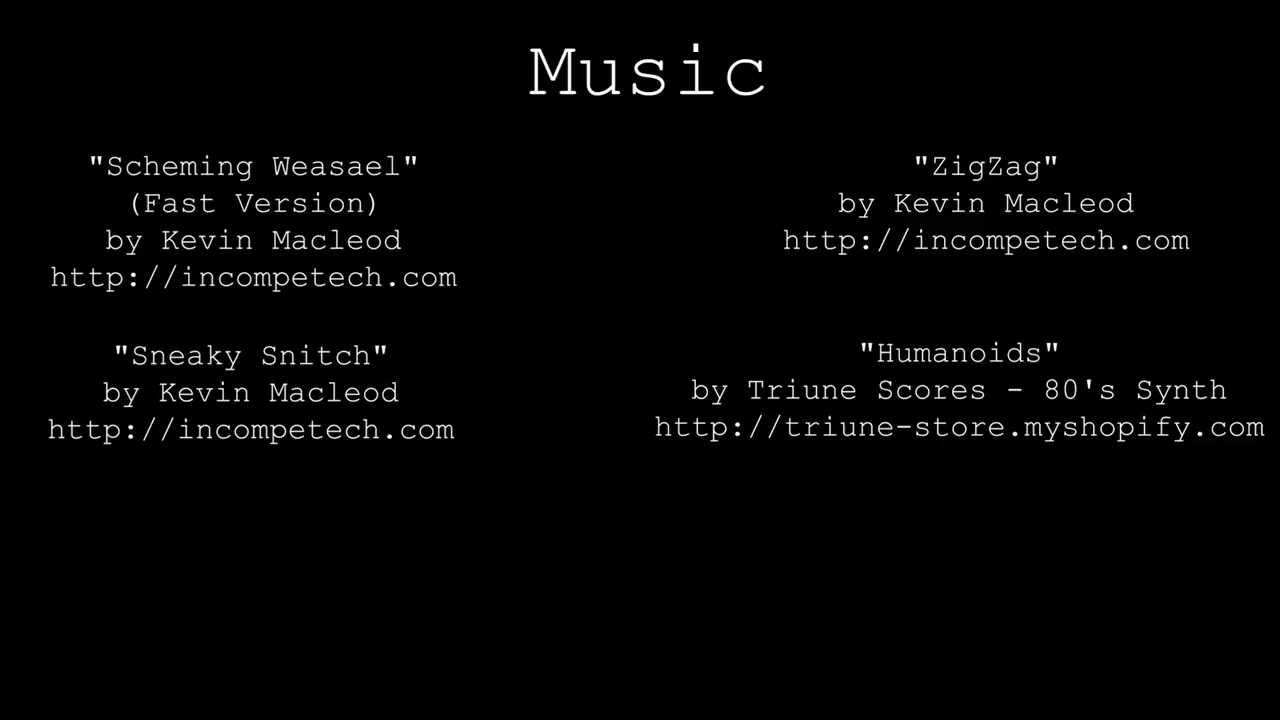 Music
"Scheming Weasael"
(Fast Version)
by Kevin Macleod
http://incompetech.com
"Sneaky Snitch"
by Kevin Macleod
http://incompetech.com
"ZigZag"
by Kevin Macleod
http://incompetech.com
"Humanoids"
by Triune Scores - 80's Synth
http://triune-store.myshopify.com